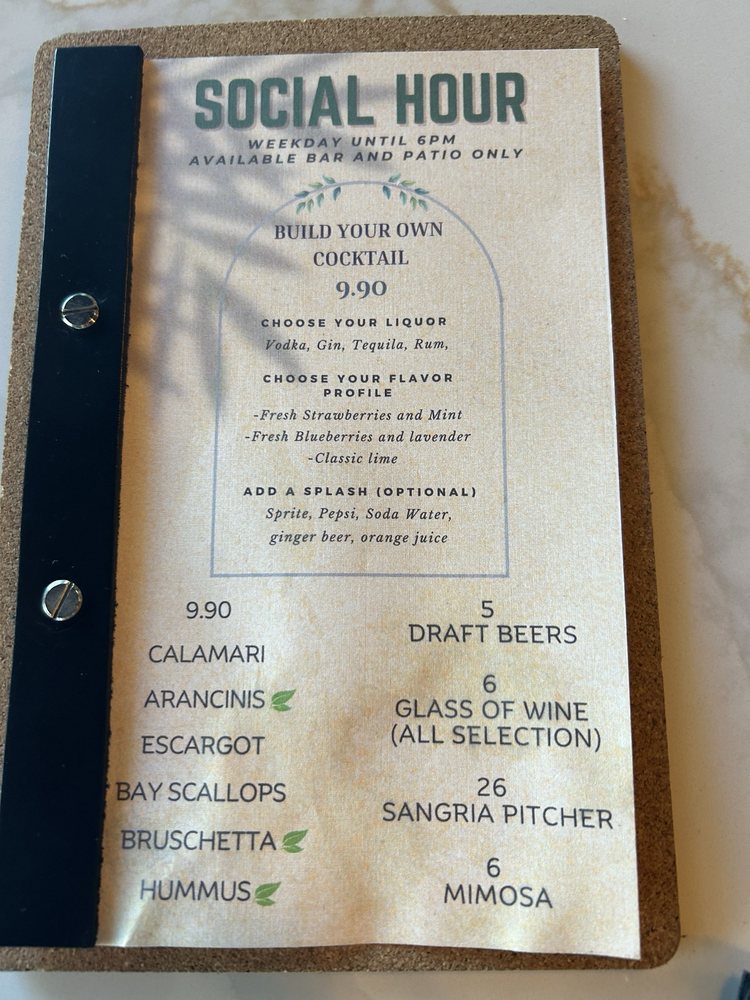 SOCIAL HOUR
WEEKDAY UNTIL 6PM
AVAILABLE BAR AND PATIO ONLY
BUILD YOUR OWN
COCKTAIL
9.90
CHOOSE YOUR LIQUOR
Vodka, Gin, Tequila, Rum,
CHOOSE YOUR FLAVOR
PROFILE
-Fresh Strawberries and Mint
-Fresh Blueberries and lavender
-Classic lime
ADD A SPLASH (OPTIONAL)
Sprite, Pepsi, Soda Water,
ginger beer, orange juice
9.90
CALAMARI
ARANCINIS
ESCARGOT
BAY SCALLOPS
BRUSCHETTA
HUMMUS
5
DRAFT BEERS
6
GLASS OF WINE
(ALL SELECTION)
26
SANGRIA PITCHER
6
MIMOSA